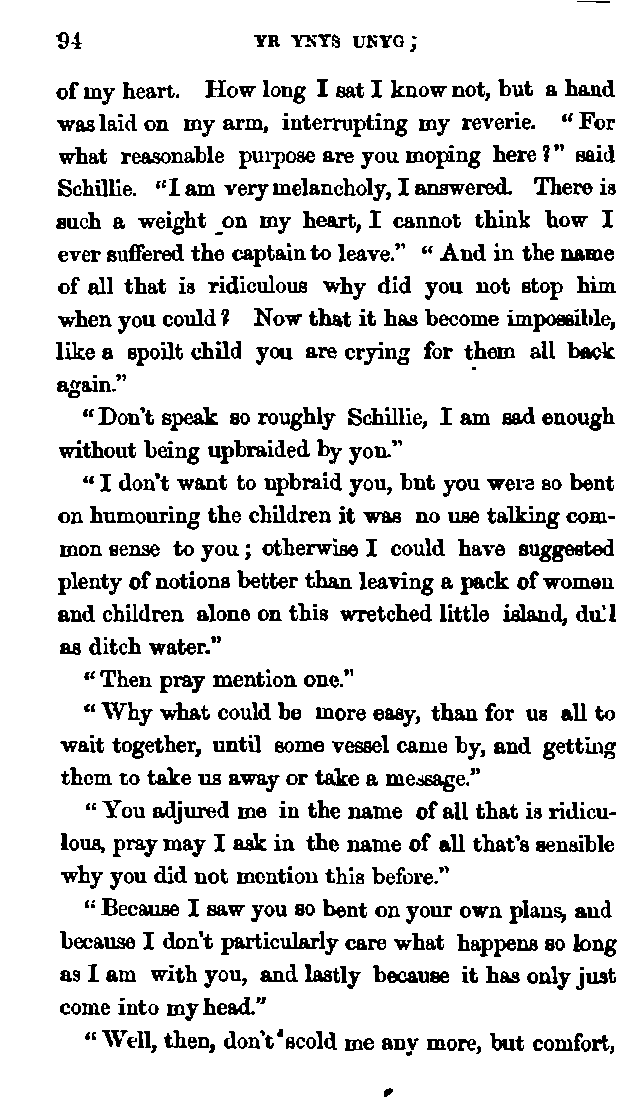 94 YR YNYS UNYG;
of my heart. How long I sat I know not, but a hand
was laid on my arm, interrupting my reverie. “For
what reasonable purpose are you moping here?” said
Schillie. “I am very melancholy, I answered. There is
such a weight on my heart, I cannot think how I
ever suffered the captain to leave.” “And in the name
of all that is ridiculous why did you not stop him
when you could? Now that it has become impossible,
like a spoilt child you are crying for them all back
again.”
“Don't speak so roughly Schillie, I am sad enough
without being upbraided by you.”
“I don't want to upbraid you, but you were so bent
on humouring the children it was no use talking com-
mon sense to you; otherwise I could have suggested
plenty of notions better than leaving a pack of women
and children alone on this wretched little island, dull
as ditch water.”
“Then pray mention one.”
“Why what could be more easy, than for us all to
wait together, until some vessel came by, and getting
them to take us away or take a message.”
“You adjured me in the name of all that is ridicu-
lous, pray may I ask in the name of all that's sensible
why you did not mention this before.”
“Because I saw you so bent on your own plans, and
because I don't particularly care what happens so long
as I am with you, and lastly because it has only just
come into my head.”
“Well, then, don't scold me any more, but comfort,